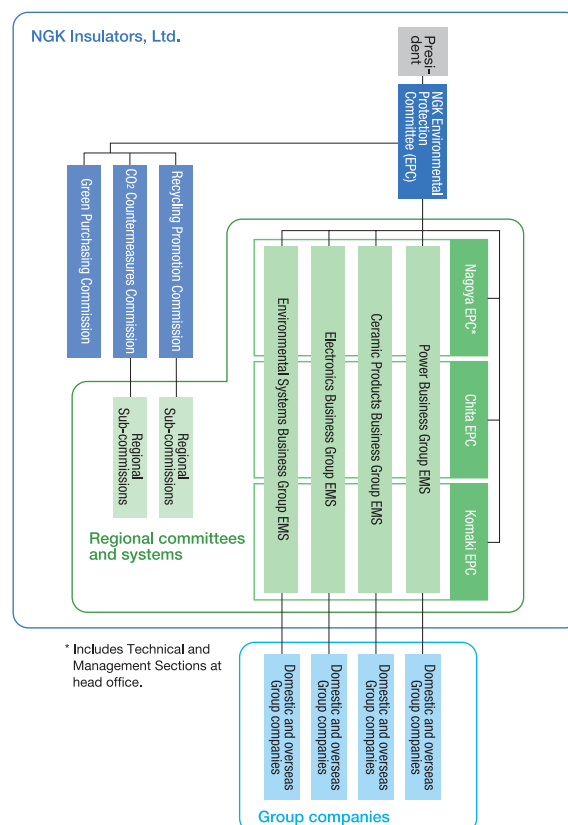 NGK Insulators, Ltd.
Presi-
dent
NGK Environmental
Protection
Committee (EPC)
Green Purchasing Commission
CO2 Countermeasures Commission
Recycling Promotion Commission
Regional
Sub-commissions
Regional
Sub-commissions
Environmental Systems Business Group EMS
Electronics Business Group EMS
Ceramic Products Business Group EMS
Power Business Group EMS
Nagoya EPC*
Chita EPC
Komaki EPC
Regional committees
and systems
* Includes Technical and
Management Sections at
head office.
Domestic and overseas
Group companies
Domestic and overseas
Group companies
Domestic and overseas
Group companies
Domestic and overseas
Group companies
Group companies